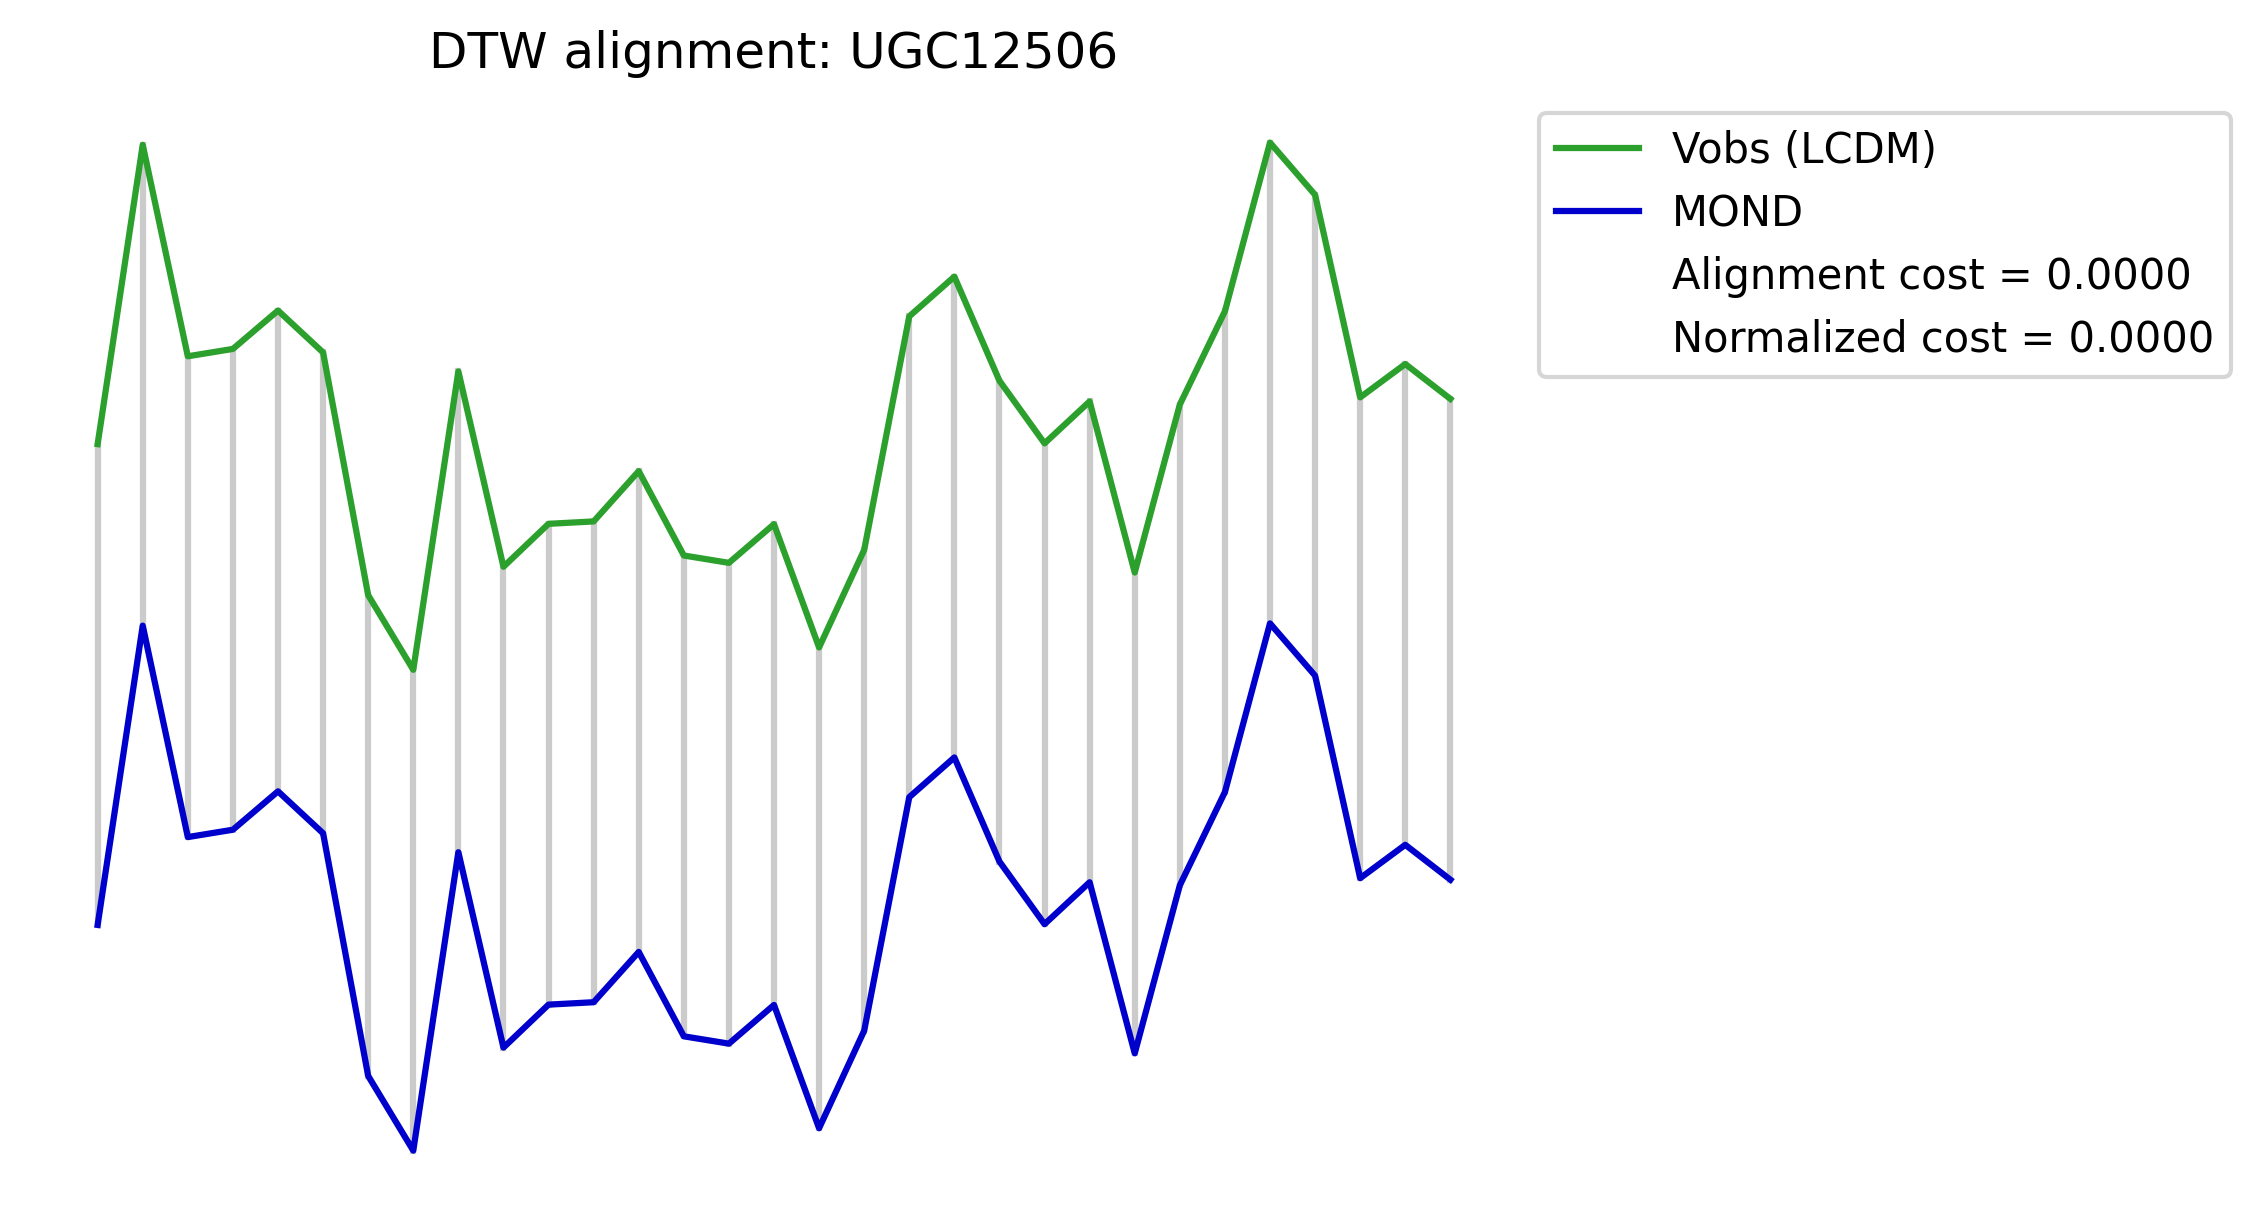 DTW alignment: UGC12506
Vobs (LCDM)
MOND
Alignment cost = 0.0000
Normalized cost = 0.0000